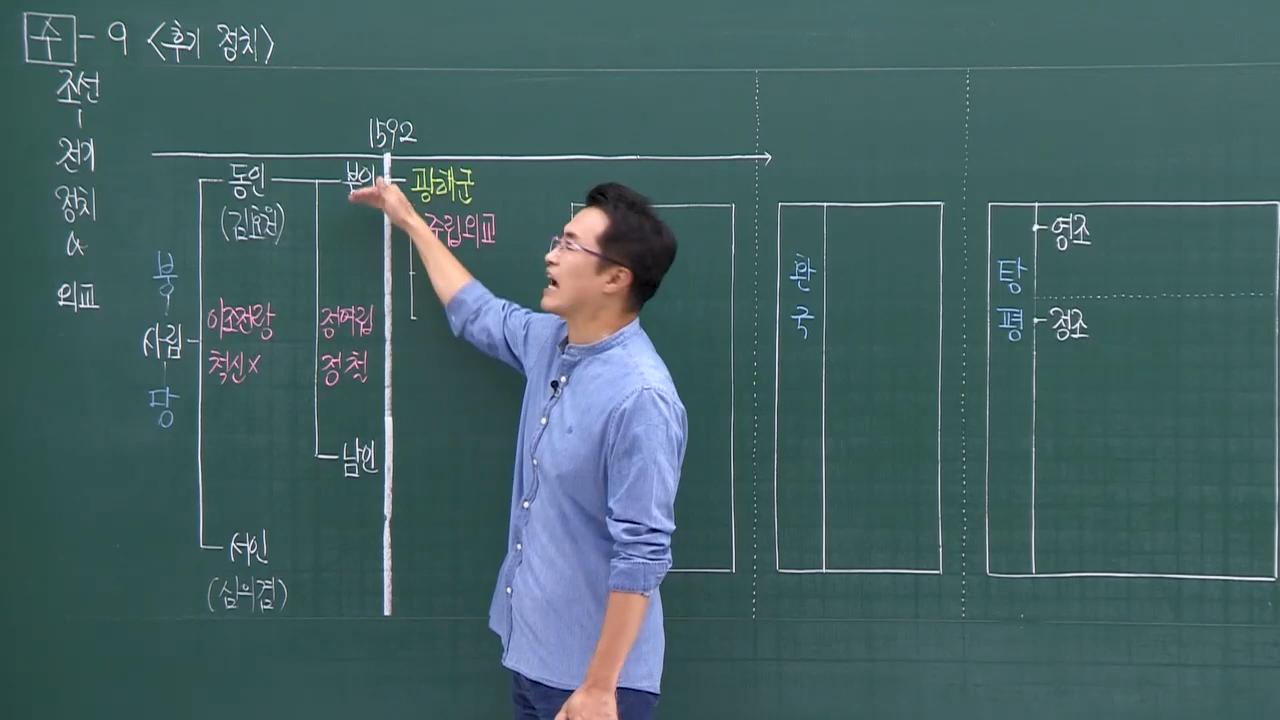 수 - 9 <후기 정치>
조선
전기
정치
&
외교
1592
동인
(김효원)
북인
광해군
중립외교
붕
사림
당
이조전랑
척신×
정여립
정철
남인
서인
(심의겸)
환
국
탕
평
영조
정조